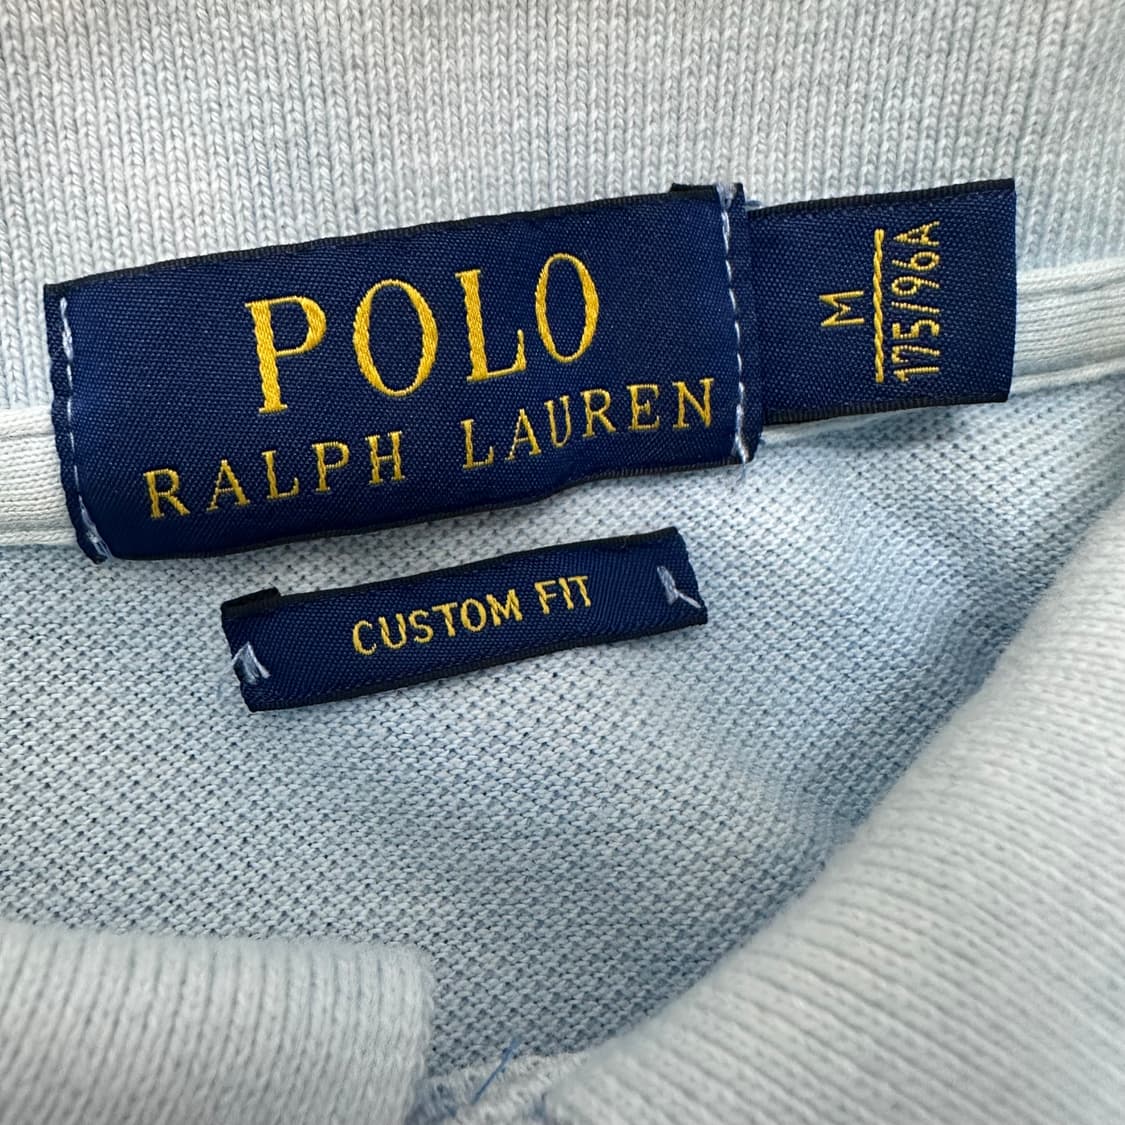 POLO
RALPH LAUREN
M
175/96A
CUSTOM FIT